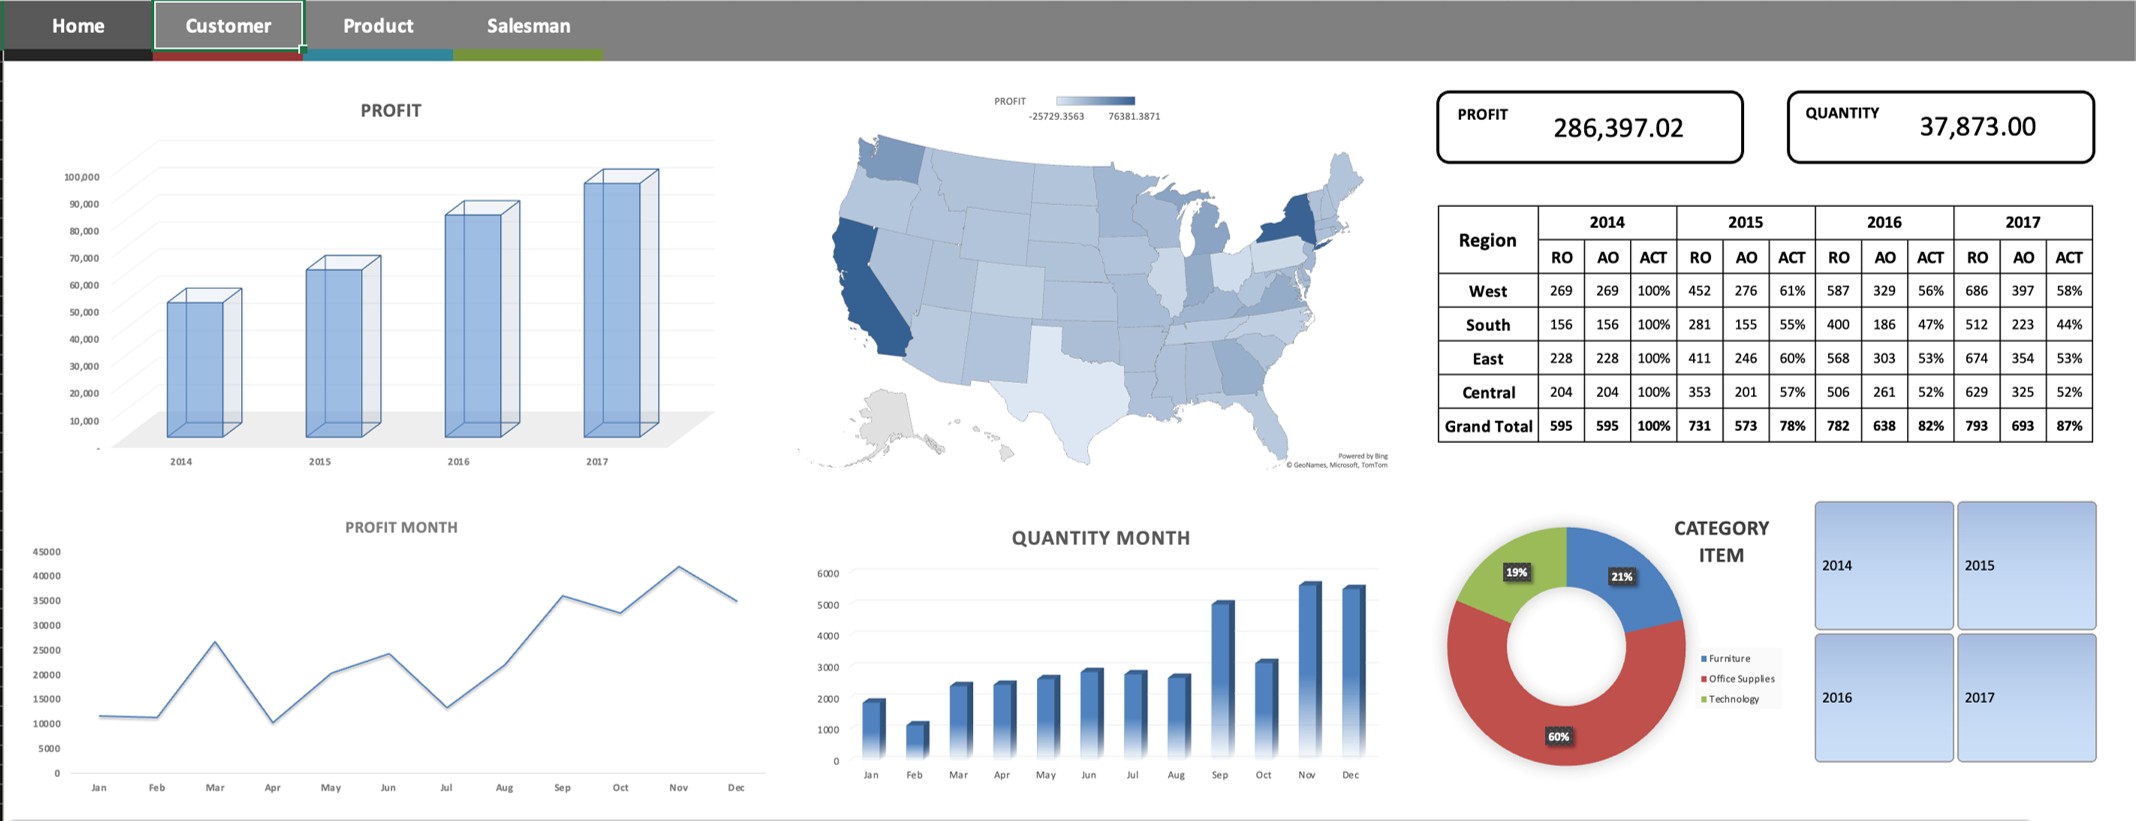 Home Customer Product Salesman
PROFIT
100,000
90,000
80,000
70,000
60,000
50,000
40,000
30,000
20,000
10,000
-
2014 2015 2016 2017
PROFIT
-25729.3563 76381.3871
Powered by Bing
© GeoNames, Microsoft, TomTom
PROFIT 286,397.02
QUANTITY 37,873.00
Region 2014 2015 2016 2017
RO AO ACT RO AO ACT RO AO ACT RO AO ACT
West 269 269 100% 452 276 61% 587 329 56% 686 397 58%
South 156 156 100% 281 155 55% 400 186 47% 512 223 44%
East 228 228 100% 411 246 60% 568 303 53% 674 354 53%
Central 204 204 100% 353 201 57% 506 261 52% 629 325 52%
Grand Total 595 595 100% 731 573 78% 782 638 82% 793 693 87%
PROFIT MONTH
45000
40000
35000
30000
25000
20000
15000
10000
5000
0
Jan Feb Mar Apr May Jun Jul Aug Sep Oct Nov Dec
QUANTITY MONTH
6000
5000
4000
3000
2000
1000
0
Jan Feb Mar Apr May Jun Jul Aug Sep Oct Nov Dec
CATEGORY
ITEM
19%
21%
60%
Furniture
Office Supplies
Technology
2014 2015
2016 2017